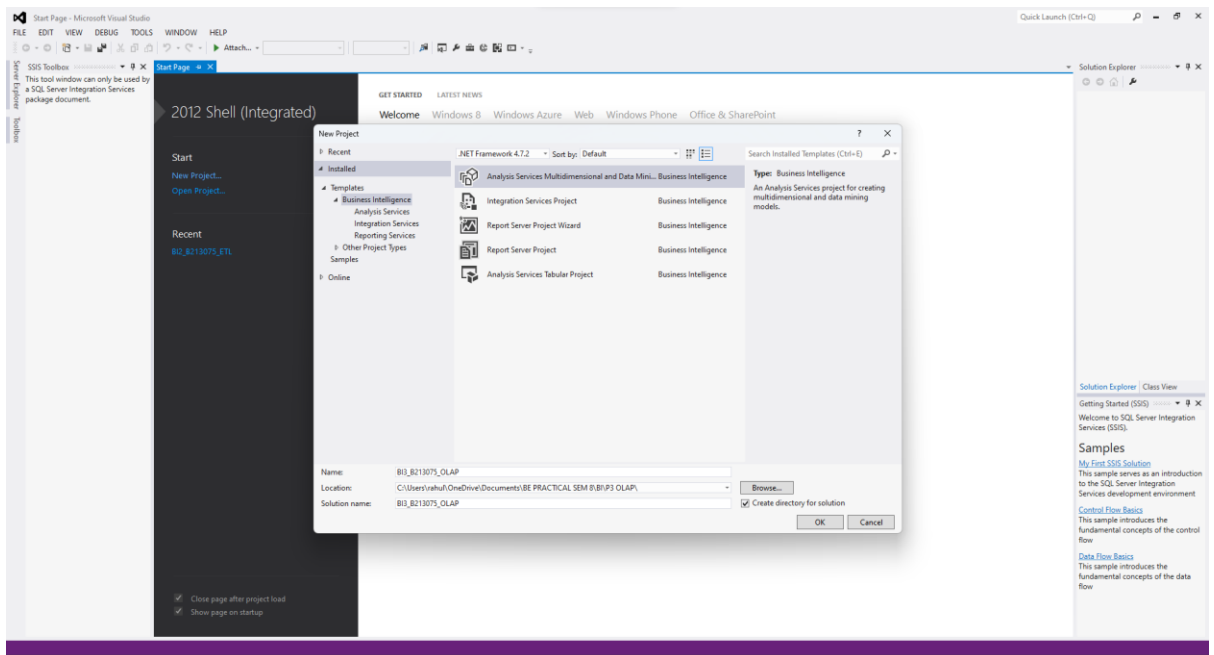 Start Page - Microsoft Visual Studio
Quick Launch (Ctrl+Q)
FILE EDIT VIEW DEBUG TOOLS WINDOW HELP
Attach...
Server Explorer
Toolbox
SSIS Toolbox
This tool window can only be used by
a SQL Server Integration Services
package document.
Start Page
2012 Shell (Integrated)
Start
New Project...
Open Project...
Recent
BI2_B213075_ETL
Close page after project load
Show page on startup
GET STARTED LATEST NEWS
Welcome Windows 8 Windows Azure Web Windows Phone Office & SharePoint
New Project
? X
Recent
Installed
Templates
Business Intelligence
Analysis Services
Integration Services
Reporting Services
Other Project Types
Samples
Online
.NET Framework 4.7.2 Sort by: Default
Search Installed Templates (Ctrl+E)
Analysis Services Multidimensional and Data Mini... Business Intelligence
Integration Services Project Business Intelligence
Report Server Project Wizard Business Intelligence
Report Server Project Business Intelligence
Analysis Services Tabular Project Business Intelligence
Type: Business Intelligence
An Analysis Services project for creating
multidimensional and data mining
models.
Name: BI3_B213075_OLAP
Location: C:\Users\rahul\OneDrive\Documents\BE PRACTICAL SEM 8\BI\P3 OLAP\
Browse...
Solution name: BI3_B213075_OLAP
Create directory for solution
OK Cancel
Solution Explorer
Solution Explorer Class View
Getting Started (SSIS)
Welcome to SQL Server Integration
Services (SSIS).
Samples
My First SSIS Solution
This sample serves as an introduction
to the SQL Server Integration
Services development environment
Control Flow Basics
This sample introduces the
fundamental concepts of the control
flow
Data Flow Basics
This sample introduces the
fundamental concepts of the data
flow